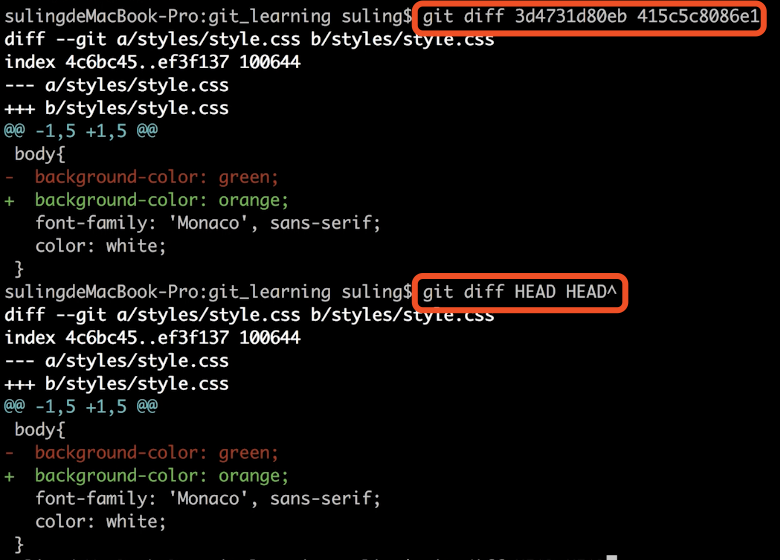 sulingdeMacBook-Pro:git_learning suling$ git diff 3d4731d80eb 415c5c8086e1
diff --git a/styles/style.css b/styles/style.css
index 4c6bc45..ef3f137 100644
--- a/styles/style.css
+++ b/styles/style.css
@@ -1,5 +1,5 @@
 body{
-  background-color: green;
+  background-color: orange;
   font-family: 'Monaco', sans-serif;
   color: white;
 }
sulingdeMacBook-Pro:git_learning suling$ git diff HEAD HEAD^
diff --git a/styles/style.css b/styles/style.css
index 4c6bc45..ef3f137 100644
--- a/styles/style.css
+++ b/styles/style.css
@@ -1,5 +1,5 @@
 body{
-  background-color: green;
+  background-color: orange;
   font-family: 'Monaco', sans-serif;
   color: white;
 }